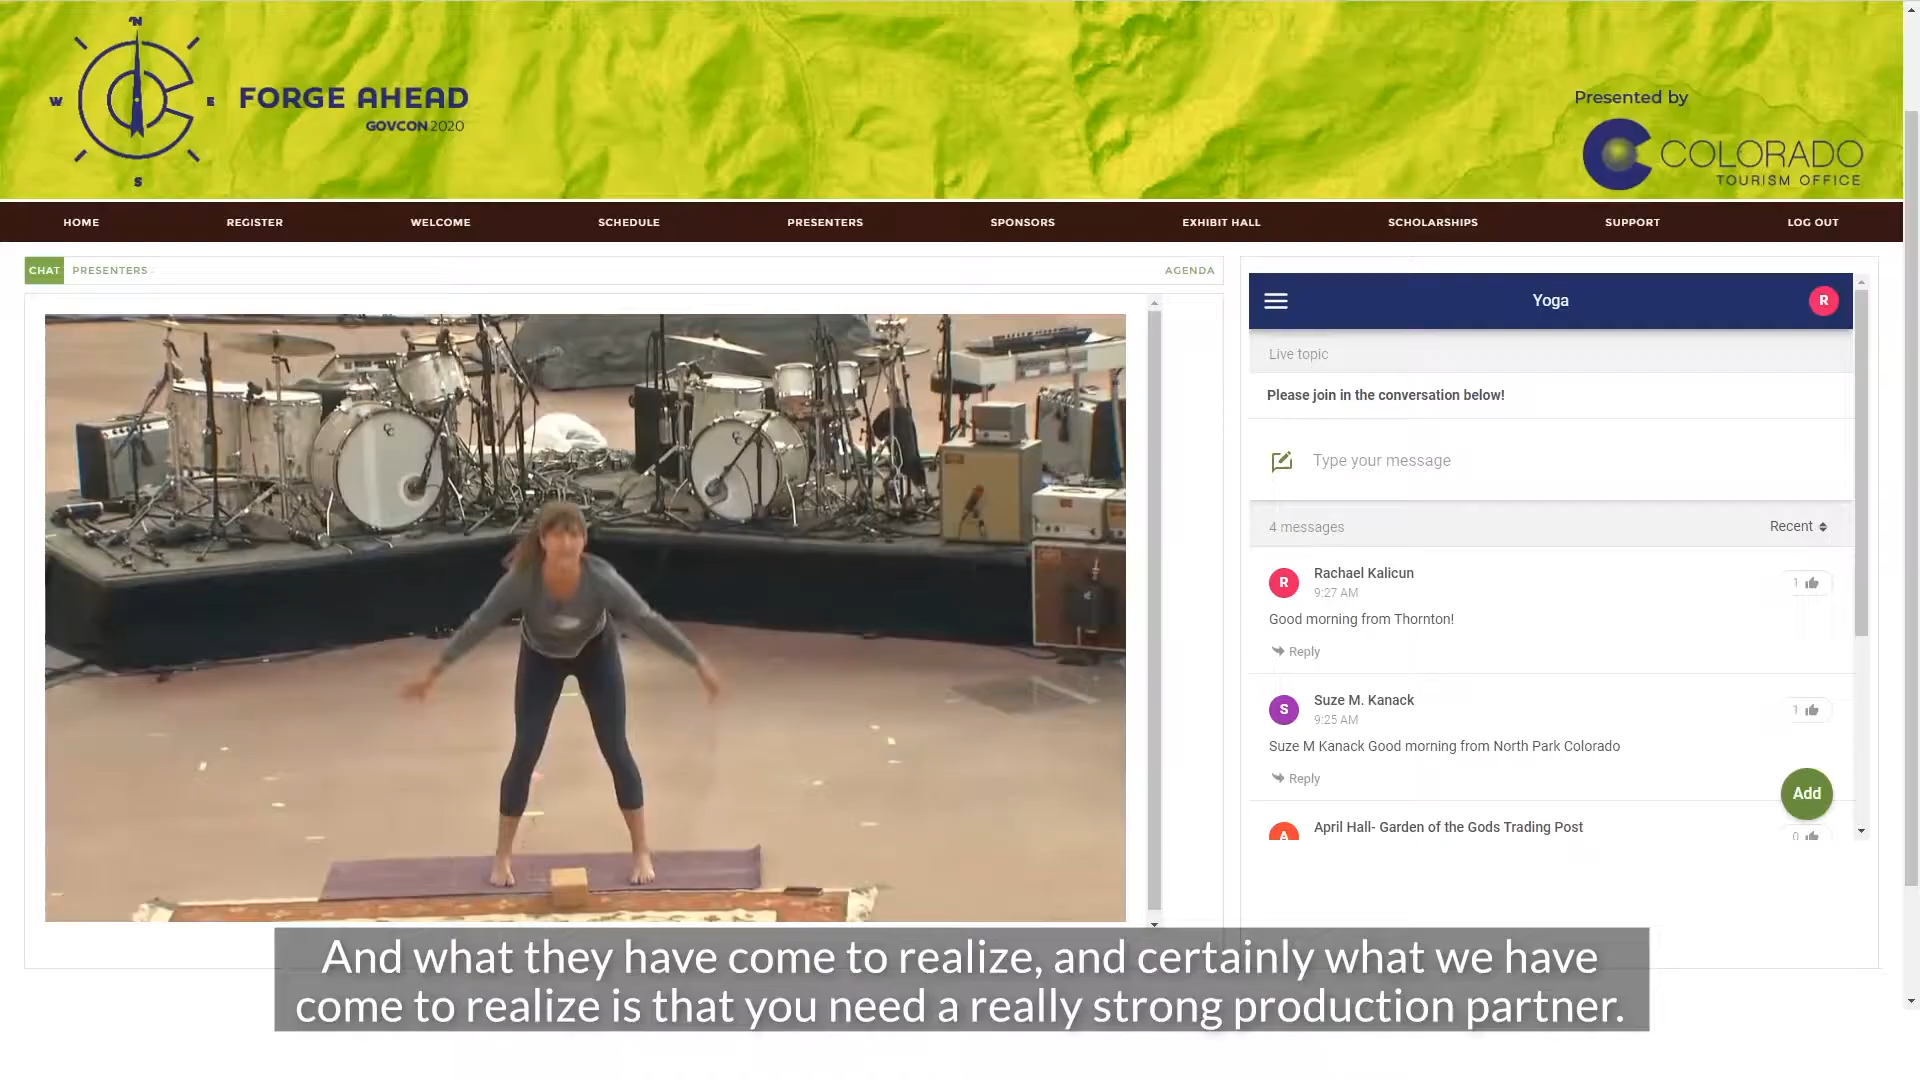 N
W
E
S
FORGE AHEAD
GOVCON 2020
Presented by
COLORADO
TOURISM OFFICE
HOME REGISTER WELCOME SCHEDULE PRESENTERS SPONSORS EXHIBIT HALL SCHOLARSHIPS SUPPORT LOG OUT
CHAT PRESENTERS AGENDA
Yoga R
Live topic
Please join in the conversation below!
Type your message
4 messages Recent
R Rachael Kalicun 1
9:27 AM
Good morning from Thornton!
Reply
S Suze M. Kanack 1
9:25 AM
Suze M Kanack Good morning from North Park Colorado
Reply
Add
A April Hall- Garden of the Gods Trading Post 0
And what they have come to realize, and certainly what we have
come to realize is that you need a really strong production partner.